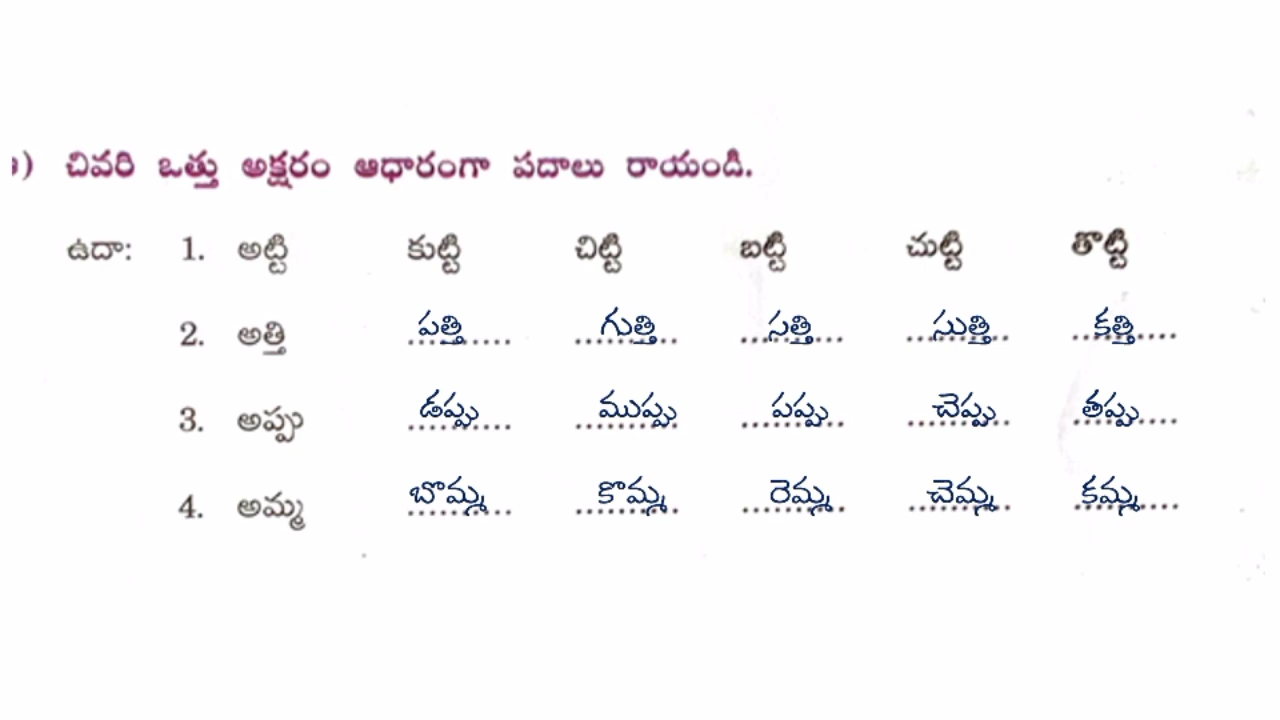 ) చివరి ఒత్తు అక్షరం ఆధారంగా పదాలు రాయండి.
ఉదా: 1. అట్టి కుట్టి చిట్టి బట్టి చుట్టి తొట్టి
2. అత్తి పత్తి గుత్తి సత్తి సుత్తి కత్తి
3. అప్పు డప్పు ముప్పు పప్పు చెప్పు తప్పు
4. అమ్మ బొమ్మ కొమ్మ రెమ్మ చెమ్మ కమ్మ